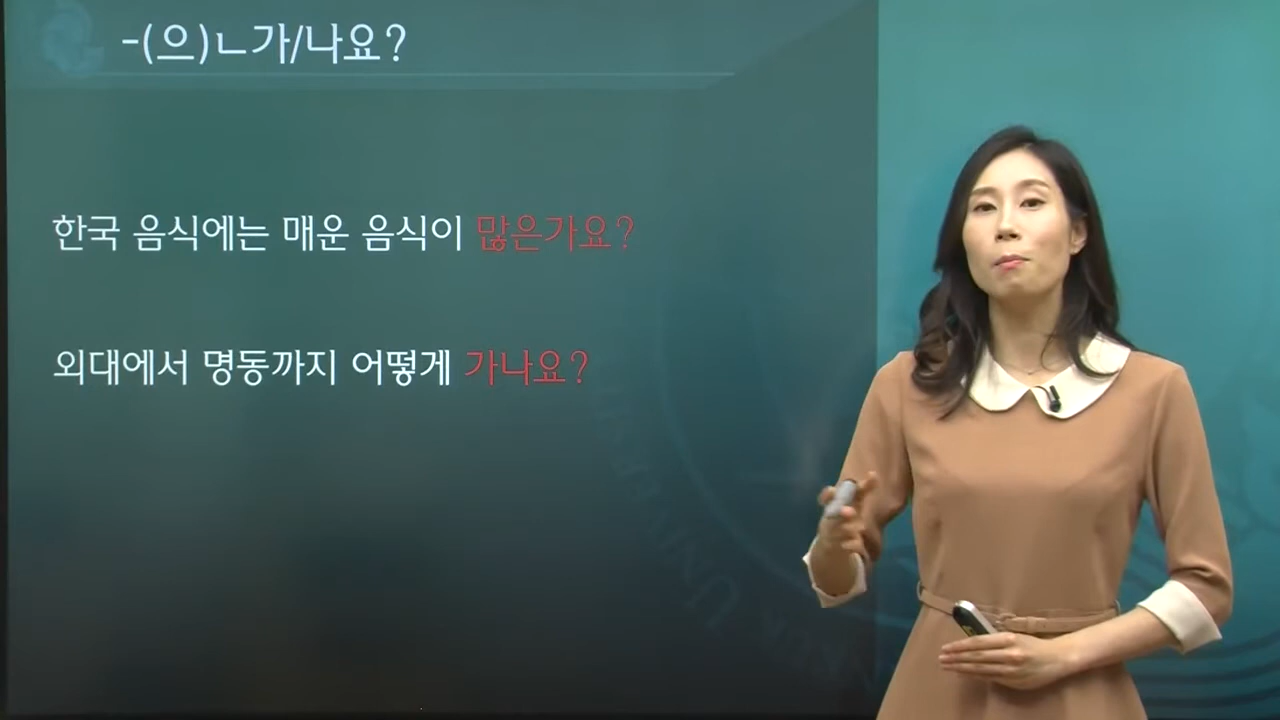 -(으)ㄴ가/나요?
한국 음식에는 매운 음식이 많은가요?
외대에서 명동까지 어떻게 가나요?